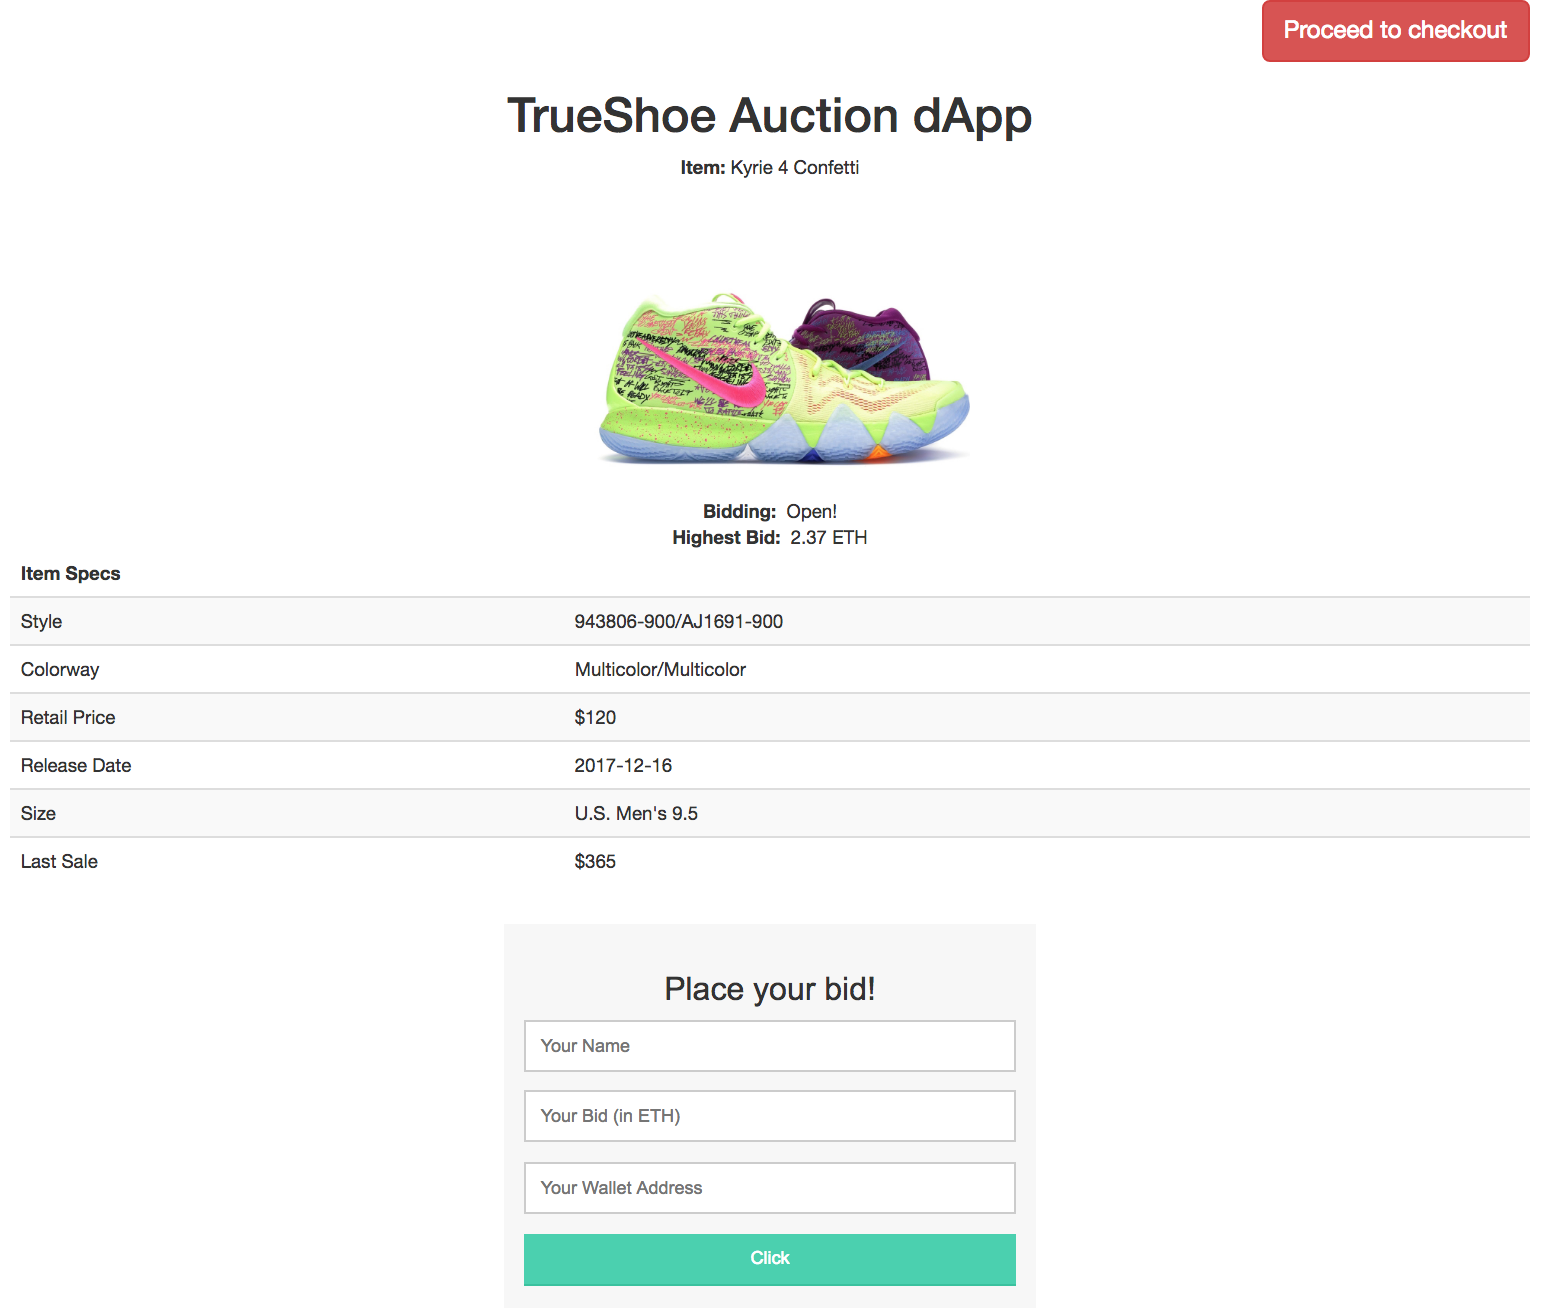 Proceed to checkout
TrueShoe Auction dApp
Item: Kyrie 4 Confetti
Bidding: Open!
Highest Bid: 2.37 ETH
Item Specs
Style 943806-900/AJ1691-900
Colorway Multicolor/Multicolor
Retail Price $120
Release Date 2017-12-16
Size U.S. Men's 9.5
Last Sale $365
Place your bid!
Your Name
Your Bid (in ETH)
Your Wallet Address
Click